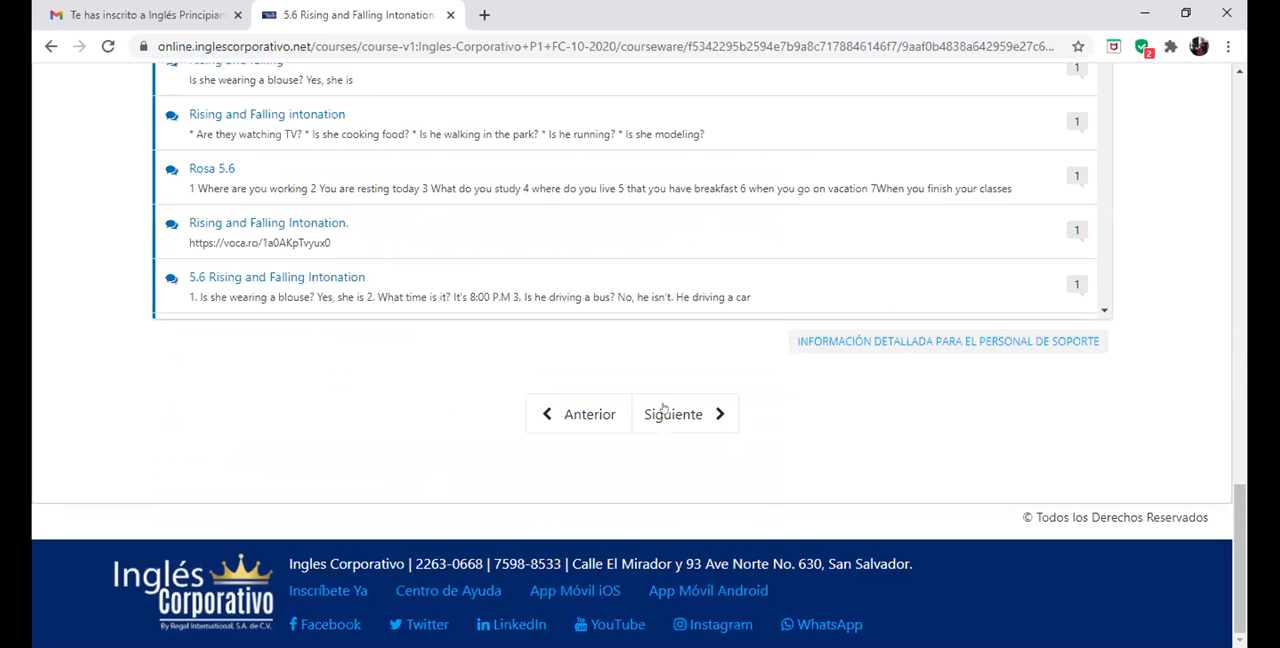 Te has inscrito a Inglés Principian
5.6 Rising and Falling Intonation
online.inglescorporativo.net/courses/course-v1:Ingles-Corporativo+P1+FC-10-2020/courseware/f5342295b2594e7b9a8c7178846146f7/9aaf0b4838a642959e27c6...
2
Rising and falling
1
Is she wearing a blouse? Yes, she is
Rising and Falling intonation
1
* Are they watching TV? * Is she cooking food? * Is he walking in the park? * Is he running? * Is she modeling?
Rosa 5.6
1
1 Where are you working 2 You are resting today 3 What do you study 4 where do you live 5 that you have breakfast 6 when you go on vacation 7When you finish your classes
Rising and Falling Intonation.
1
https://voca.ro/1a0AKpTvyux0
5.6 Rising and Falling Intonation
1
1. Is she wearing a blouse? Yes, she is 2. What time is it? It's 8:00 P.M 3. Is he driving a bus? No, he isn't. He driving a car
INFORMACIÓN DETALLADA PARA EL PERSONAL DE SOPORTE
Anterior
Siguiente
© Todos los Derechos Reservados
Inglés
Corporativo
By Regal International, S.A. de C.V.
Ingles Corporativo | 2263-0668 | 7598-8533 | Calle El Mirador y 93 Ave Norte No. 630, San Salvador.
Inscríbete Ya
Centro de Ayuda
App Móvil iOS
App Móvil Android
Facebook
Twitter
LinkedIn
YouTube
Instagram
WhatsApp